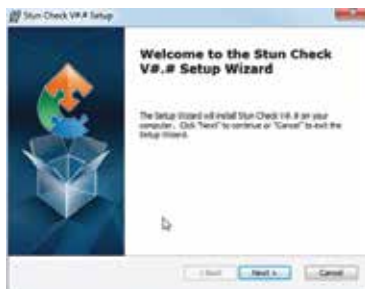 Stun Check V#.# Setup
Welcome to the Stun Check
V#.# Setup Wizard
The Setup Wizard will install Stun Check V#.# on your
computer. Click "Next" to continue or "Cancel" to exit the
Setup Wizard.
< Back
Next >
Cancel